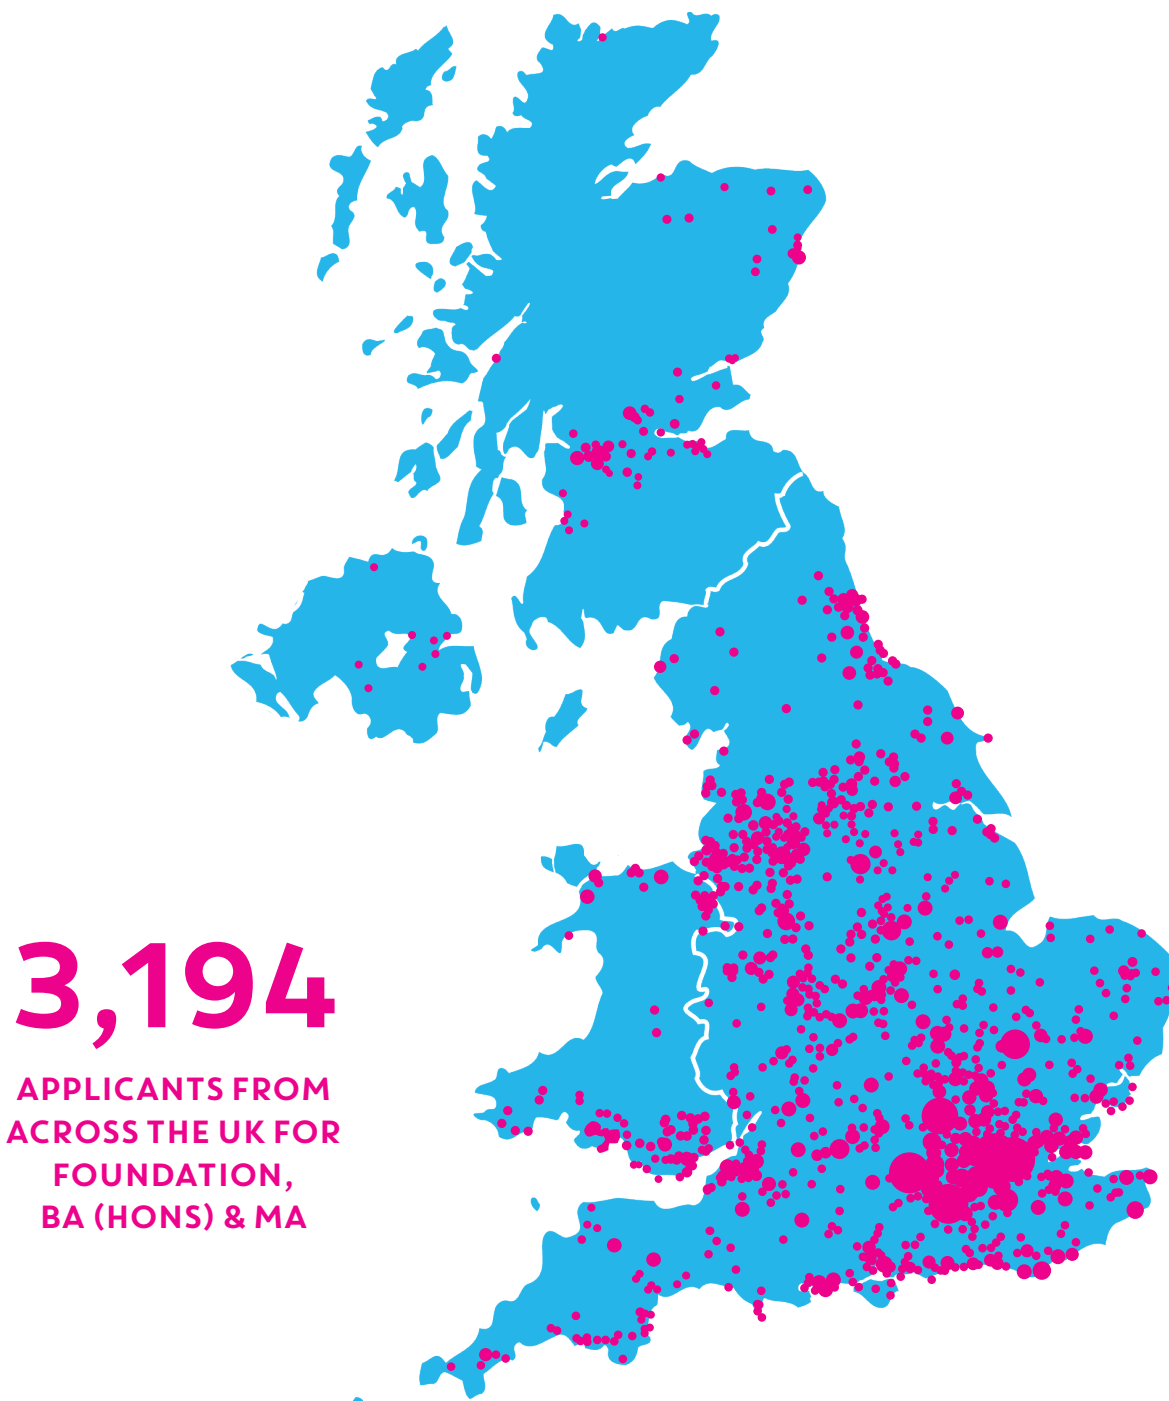 3,194
APPLICANTS FROM
ACROSS THE UK FOR
FOUNDATION,
BA (HONS) & MA